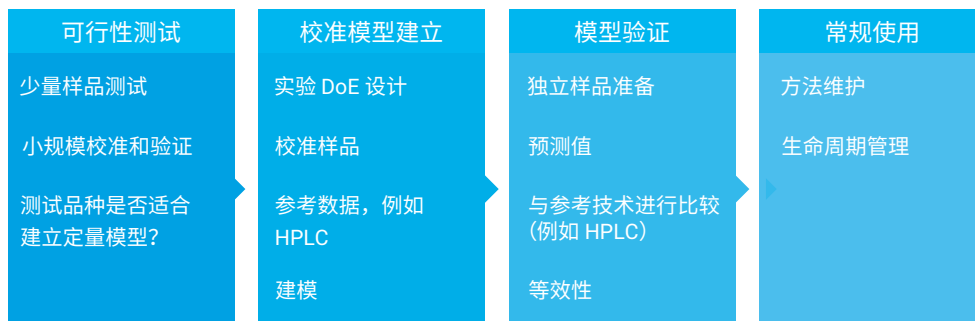 可行性测试
少量样品测试
小规模校准和验证
测试品种是否适合
建立定量模型？
校准模型建立
实验 DoE 设计
校准样品
参考数据，例如
HPLC
建模
模型验证
独立样品准备
预测值
与参考技术进行比较
（例如 HPLC）
等效性
常规使用
方法维护
生命周期管理